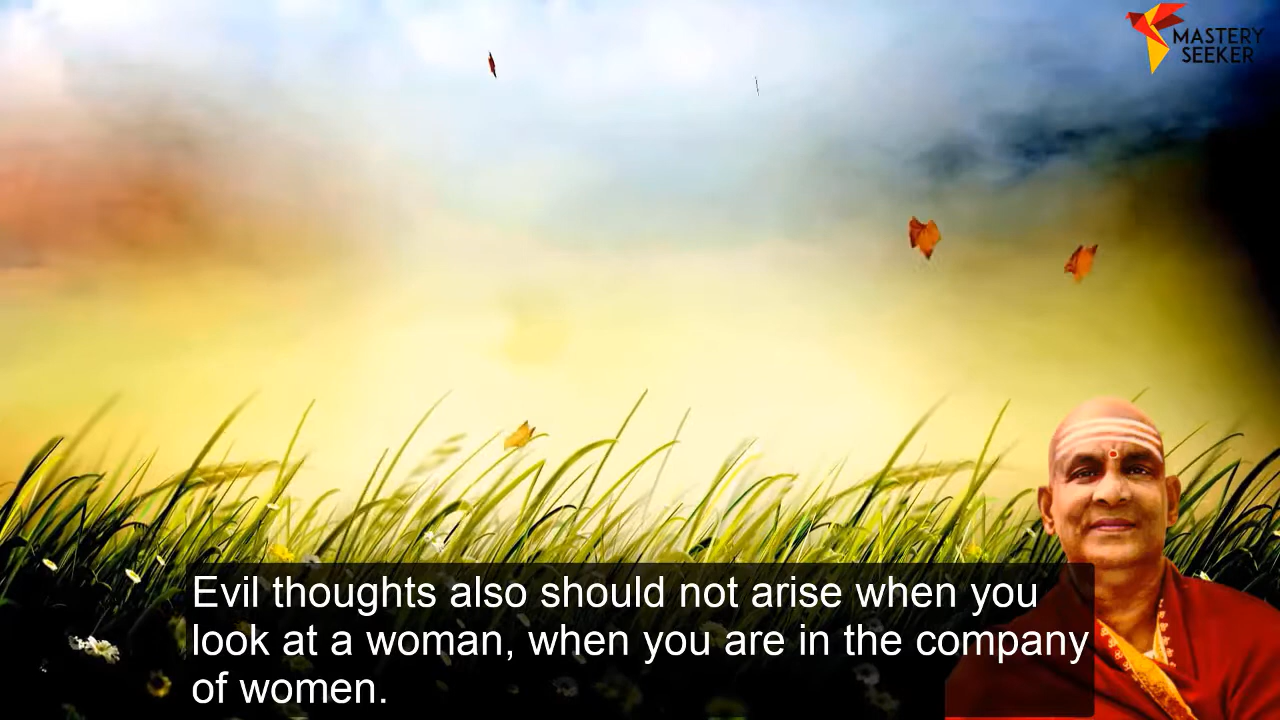 MASTERY
SEEKER
Evil thoughts also should not arise when you
look at a woman, when you are in the company
of women.